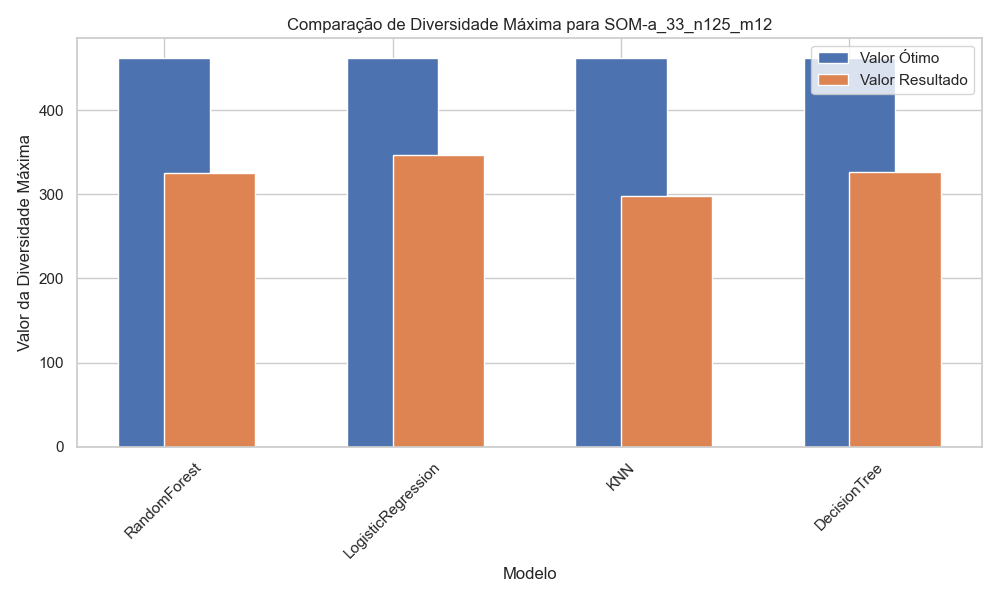 Comparação de Diversidade Máxima para SOM-a_33_n125_m12
Valor Ótimo
Valor Resultado
Valor da Diversidade Máxima
400
300
200
100
0
RandomForest
LogisticRegression
KNN
DecisionTree
Modelo